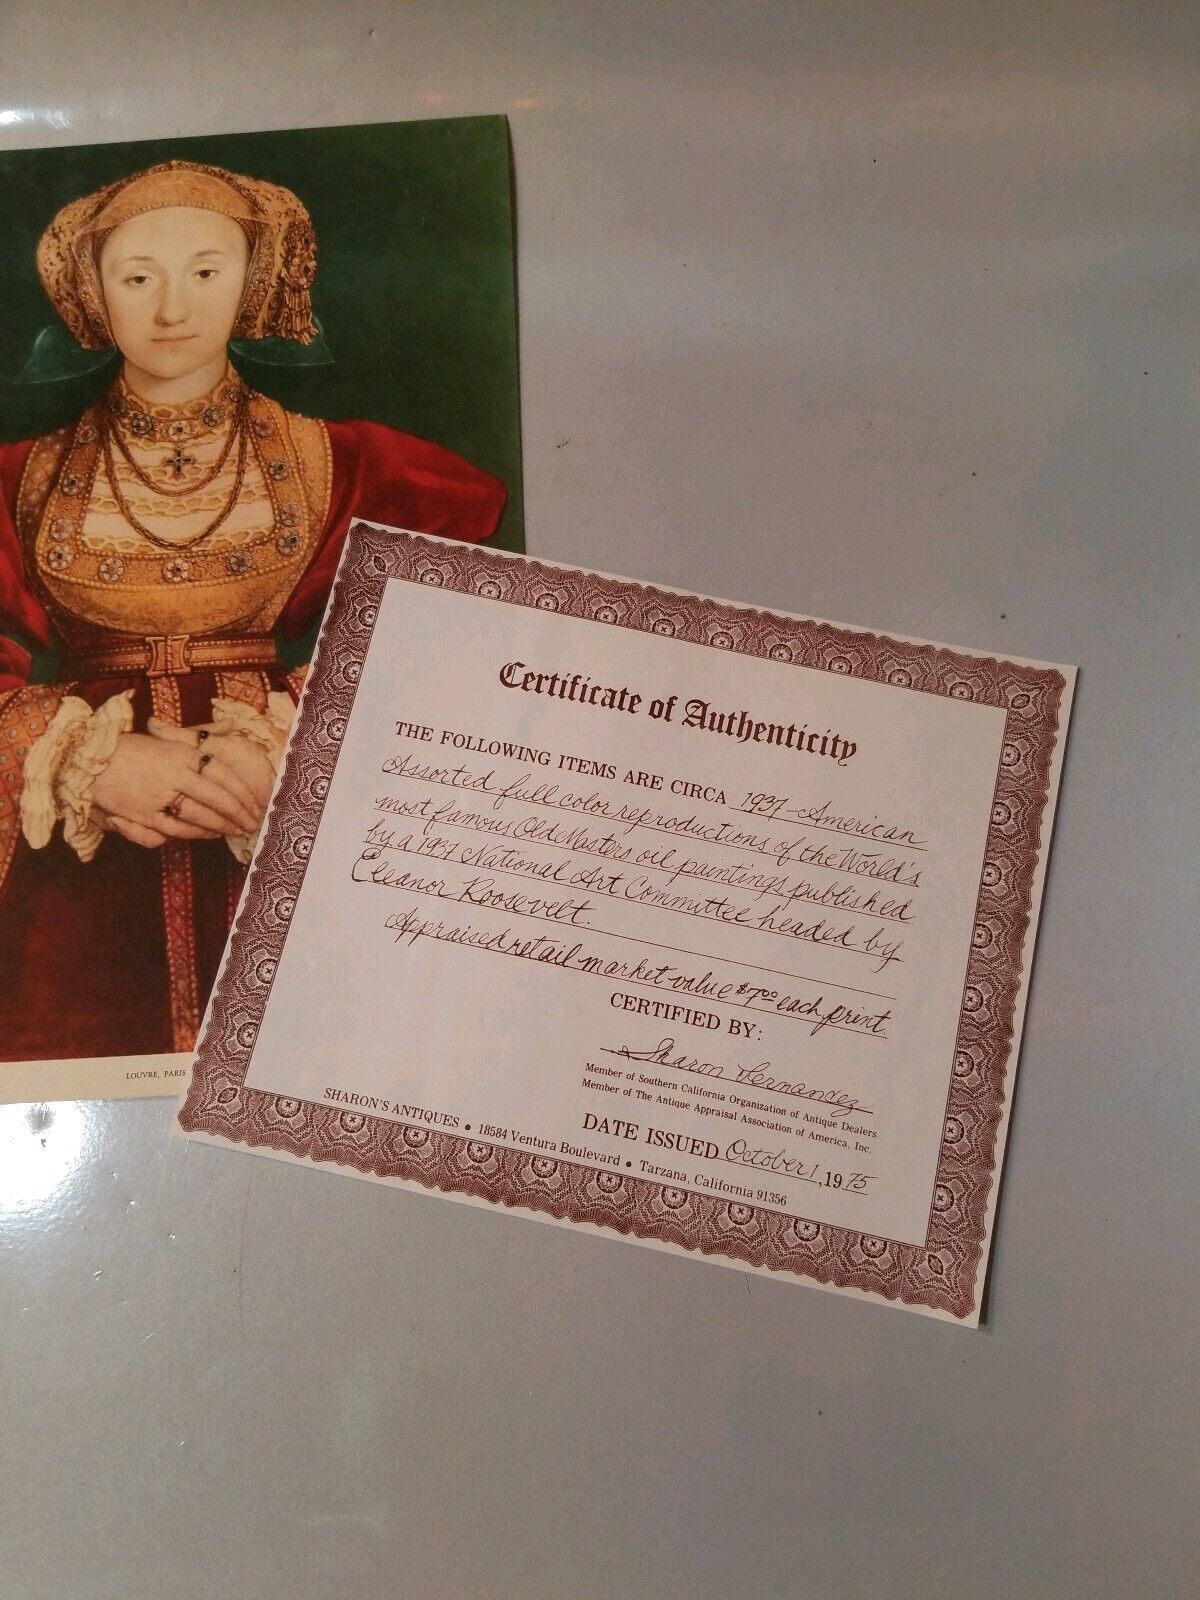 Certificate of Authenticity
THE FOLLOWING ITEMS ARE CIRCA 1937-American
Assorted full color reproductions of the World's
most famous Old Masters oil paintings published
by a 1937 National Art Committee headed by
Eleanor Roosevelt.
Appraised retail market value $7.00 each print.
CERTIFIED BY:
Sharon Hernandez
Member of Southern California Organization of Antique Dealers
Member of The Antique Appraisal Association of America, Inc.
DATE ISSUED October 1, 1975
SHARON'S ANTIQUES • 18584 Ventura Boulevard • Tarzana, California 91356
LOUVRE, PARIS